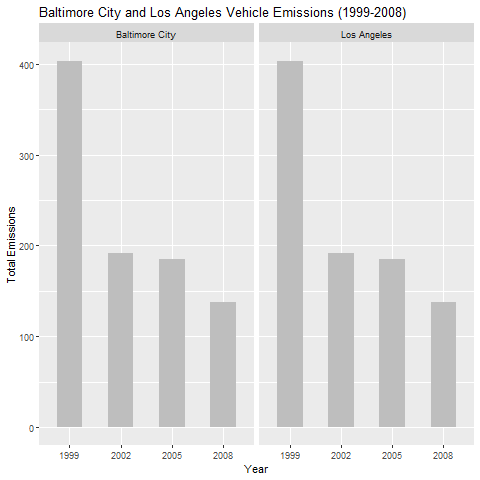 Baltimore City and Los Angeles Vehicle Emissions (1999-2008)
Baltimore City
Los Angeles
Total Emissions
400
300
200
100
0
1999 2002 2005 2008
1999 2002 2005 2008
Year